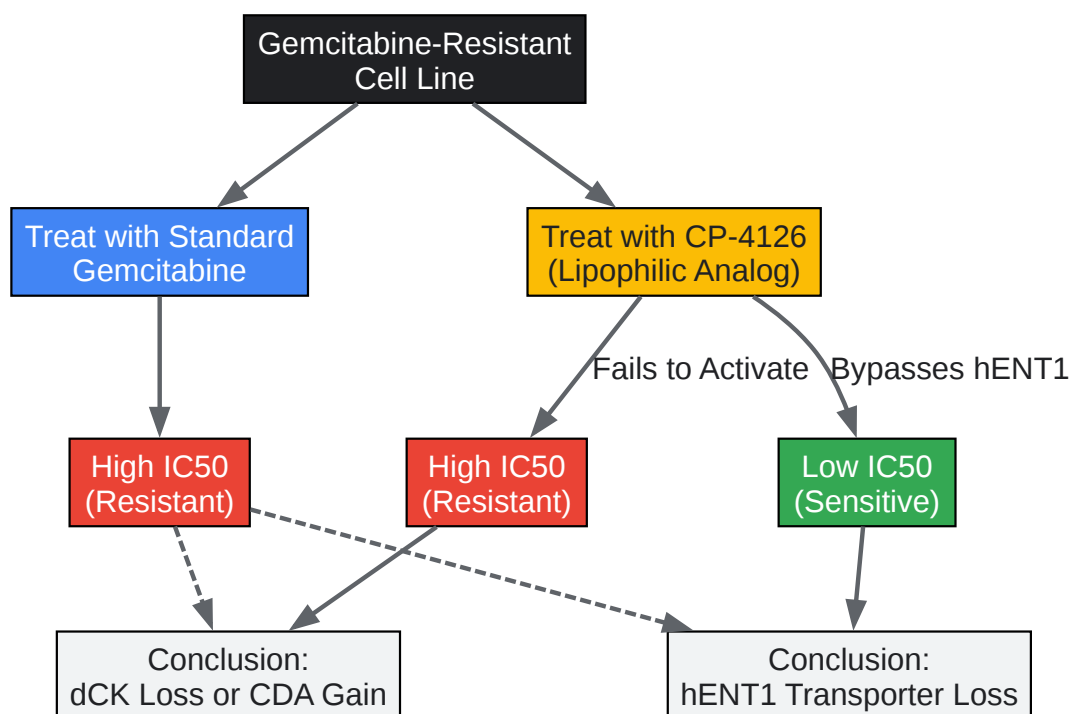 Gemcitabine-Resistant
Cell Line
Treat with Standard
Gemcitabine
Treat with CP-4126
(Lipophilic Analog)
Fails to Activate
Bypasses hENT1
High IC50
(Resistant)
High IC50
(Resistant)
Low IC50
(Sensitive)
Conclusion:
dCK Loss or CDA Gain
Conclusion:
hENT1 Transporter Loss